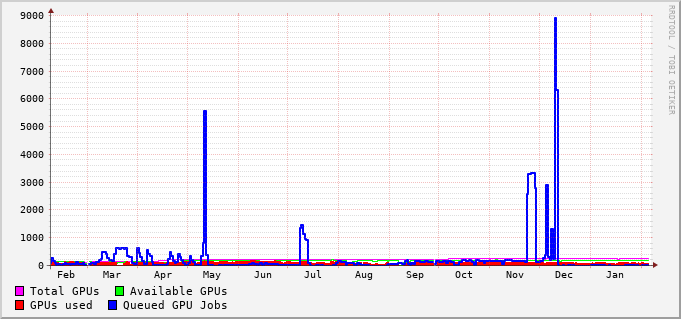 9000
8000
7000
6000
5000
4000
3000
2000
1000
0
Feb Mar Apr May Jun Jul Aug Sep Oct Nov Dec Jan
Total GPUs Available GPUs
GPUs used Queued GPU Jobs
RRDTOOL / TOBI OETIKER